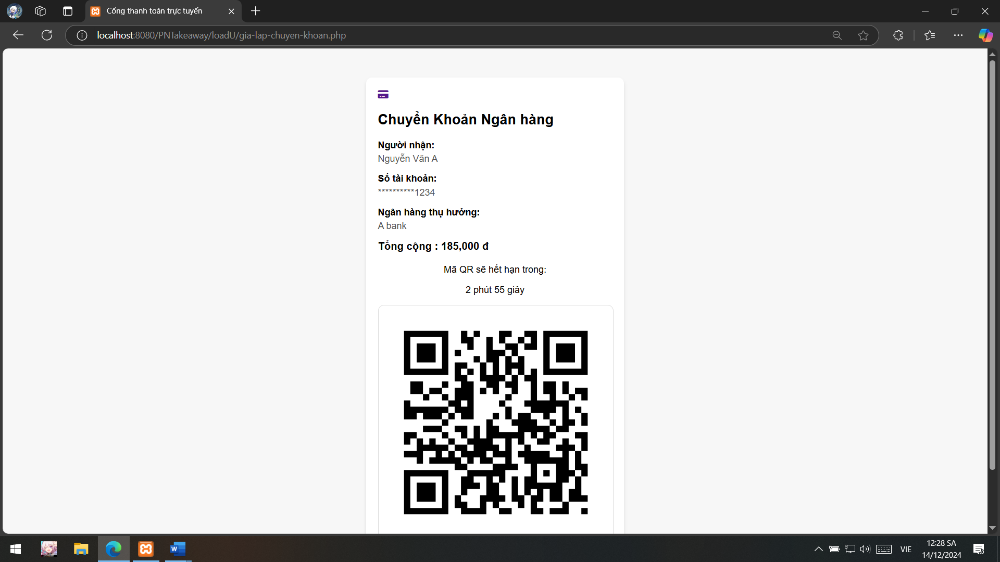 Cổng thanh toán trực tuyến
localhost:8080/PNTakeaway/loadU/gia-lap-chuyen-khoan.php
Chuyển Khoản Ngân hàng
Người nhận:
Nguyễn Văn A
Số tài khoản:
**********1234
Ngân hàng thụ hưởng:
A bank
Tổng cộng : 185,000 đ
Mã QR sẽ hết hạn trong:
2 phút 55 giây
VIE
12:28 SA
14/12/2024